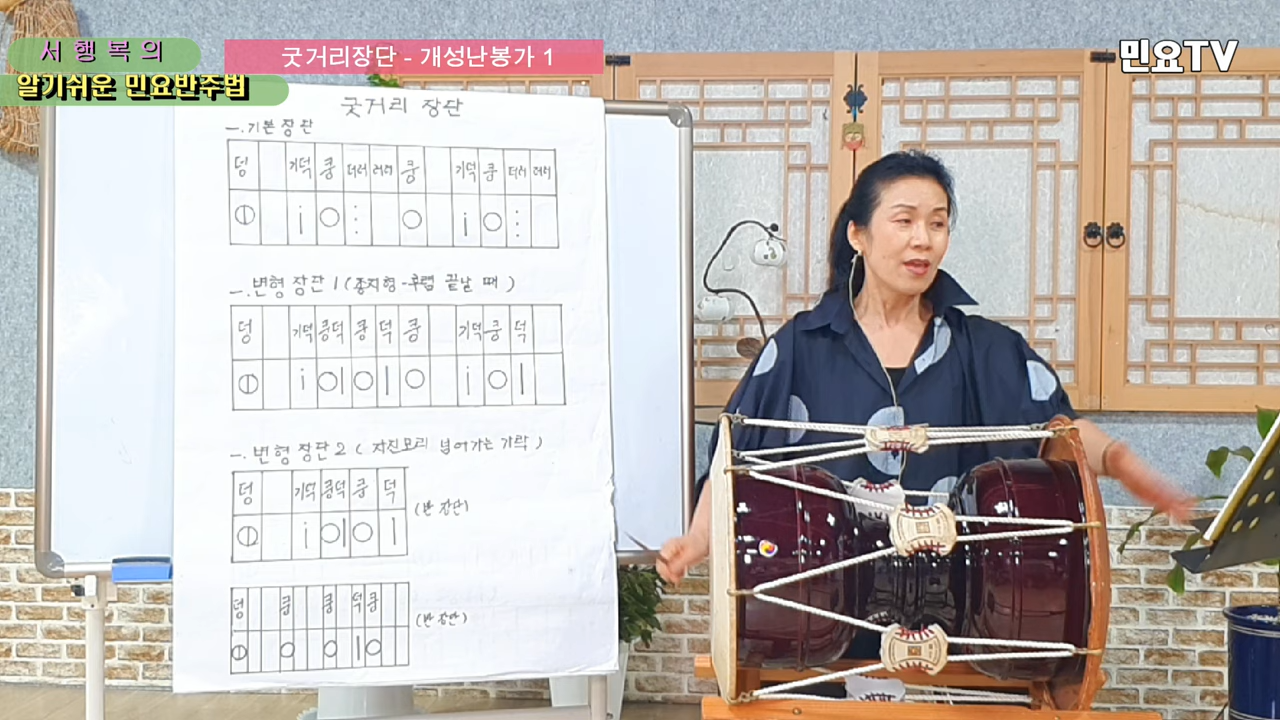 서 행 복 의
알기쉬운 민요반주법
굿거리장단 - 개성난봉가 1
민요TV
굿거리 장단
一. 기본 장단
덩 기덕 쿵 더러 러러 쿵 기덕 쿵 더러 러러
一. 변형 장단 1 (종지형-후렴 끝날 때)
덩 기덕 쿵덕 쿵 덕 쿵 기덕 쿵 덕
一. 변형 장단 2 ( 자진모리 넘어가는 가락 )
덩 기덕 쿵덕 쿵 덕
(반 장단)
덩 쿵 쿵 덕 쿵
(반 장단)